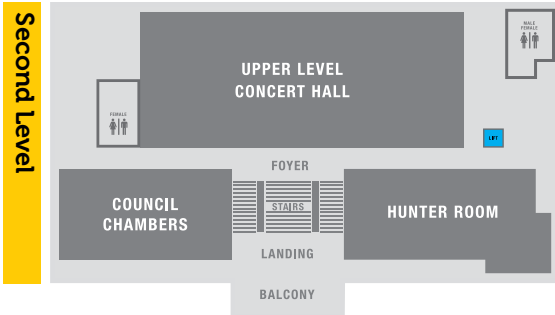 Second Level
UPPER LEVEL
CONCERT HALL
MALE
FEMALE
FEMALE
LIFT
FOYER
COUNCIL
CHAMBERS
STAIRS
HUNTER ROOM
LANDING
BALCONY